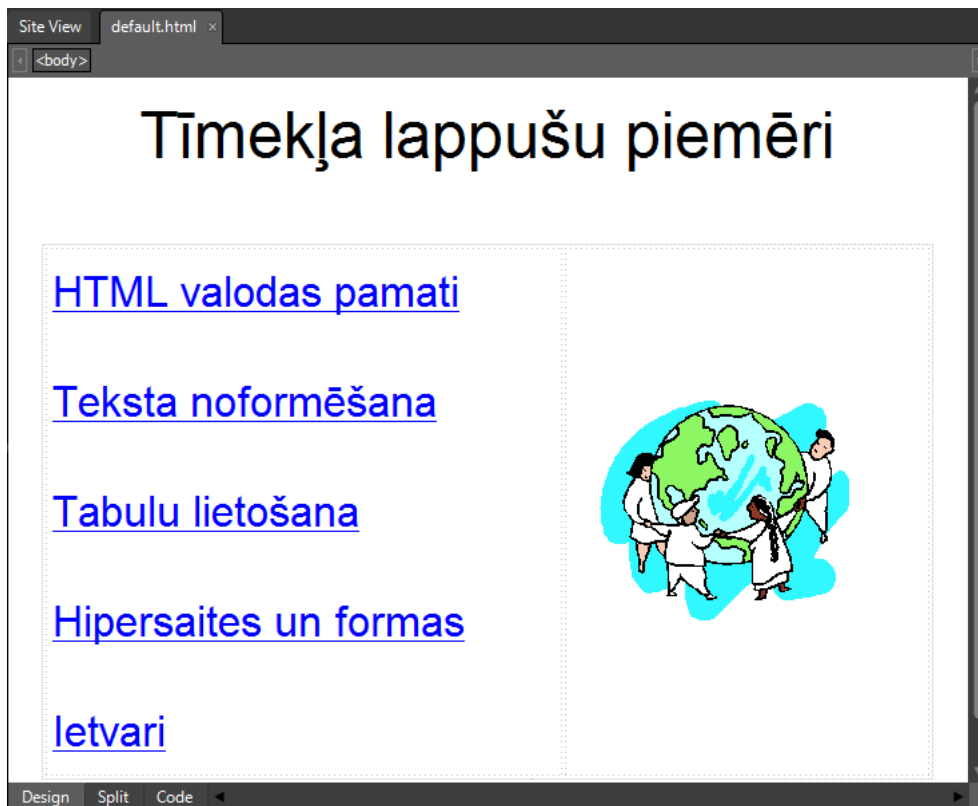 Site View default.html ×
<body>
Tīmekļa lappušu piemēri
HTML valodas pamati
Teksta noformēšana
Tabulu lietošana
Hipersaites un formas
Ietvari
Design Split Code